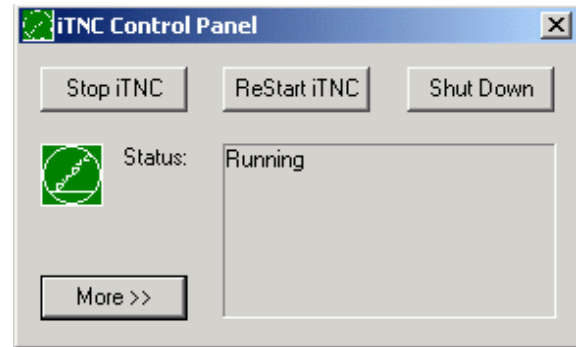 iTNC Control Panel
Stop iTNC ReStart iTNC Shut Down
Status: Running
More >>